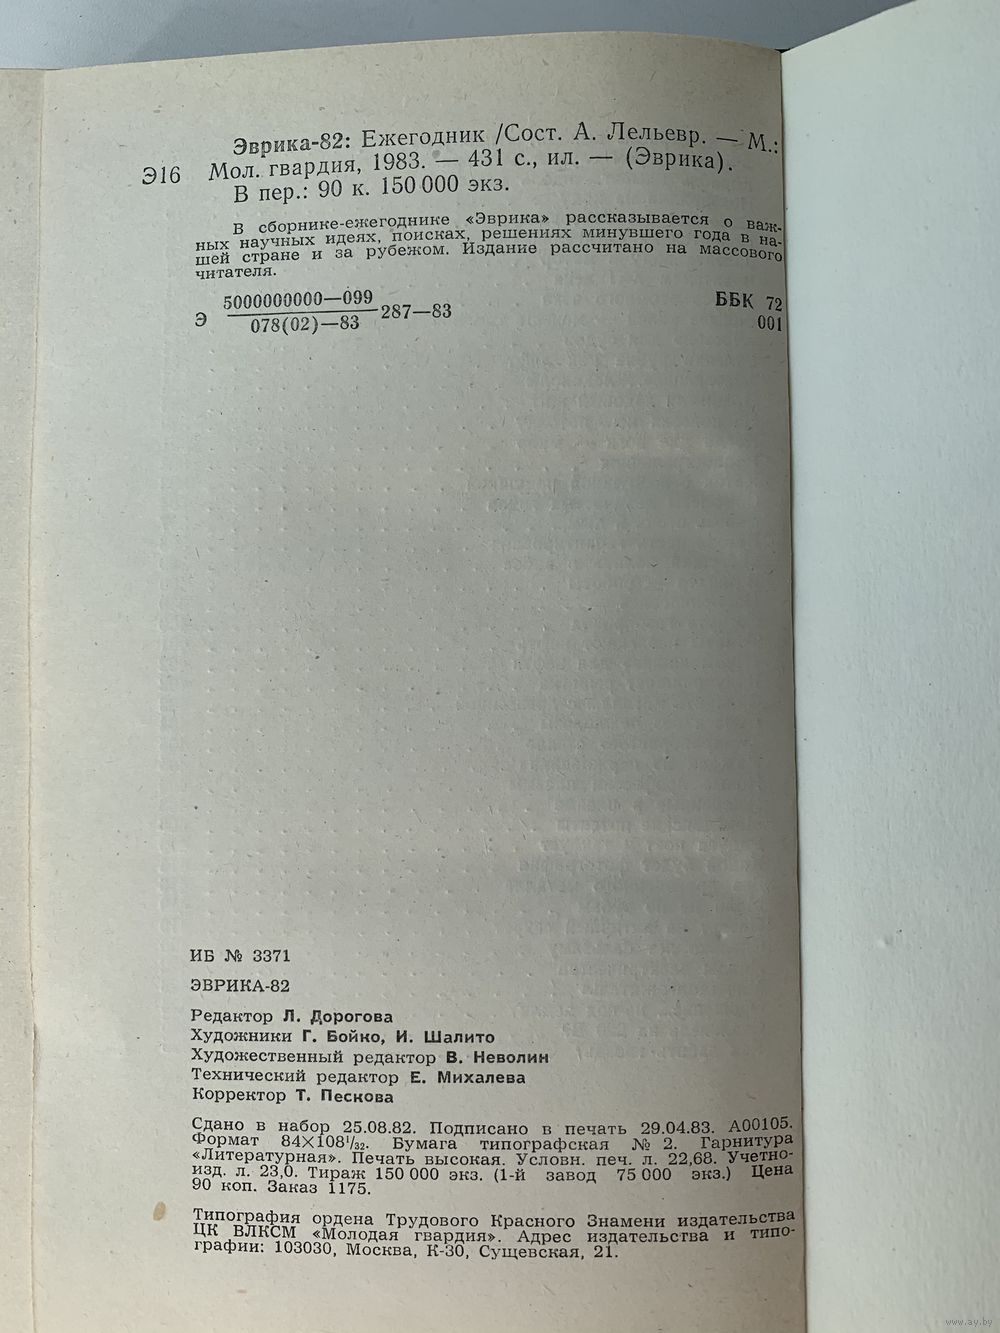 Эврика-82: Ежегодник /Сост. А. Лельевр. — М.:
Э16 Мол. гвардия, 1983. — 431 с., ил. — (Эврика).
В пер.: 90 к. 150 000 экз.
В сборнике-ежегоднике «Эврика» рассказывается о важ-
ных научных идеях, поисках, решениях минувшего года в на-
шей стране и за рубежом. Издание рассчитано на массового
читателя.
5000000000—099
Э 287—83
078(02)—83
ББК 72
001
ИБ № 3371
ЭВРИКА-82
Редактор Л. Дорогова
Художники Г. Бойко, И. Шалито
Художественный редактор В. Неволин
Технический редактор Е. Михалева
Корректор Т. Пескова
Сдано в набор 25.08.82. Подписано в печать 29.04.83. А00105.
Формат 84×108¹/₃₂. Бумага типографская № 2. Гарнитура
«Литературная». Печать высокая. Условн. печ. л. 22,68. Учетно-
изд. л. 23,0. Тираж 150 000 экз. (1-й завод 75 000 экз.) Цена
90 коп. Заказ 1175.
Типография ордена Трудового Красного Знамени издательства
ЦК ВЛКСМ «Молодая гвардия». Адрес издательства и типо-
графии: 103030, Москва, К-30, Сущевская, 21.
www.ay.by